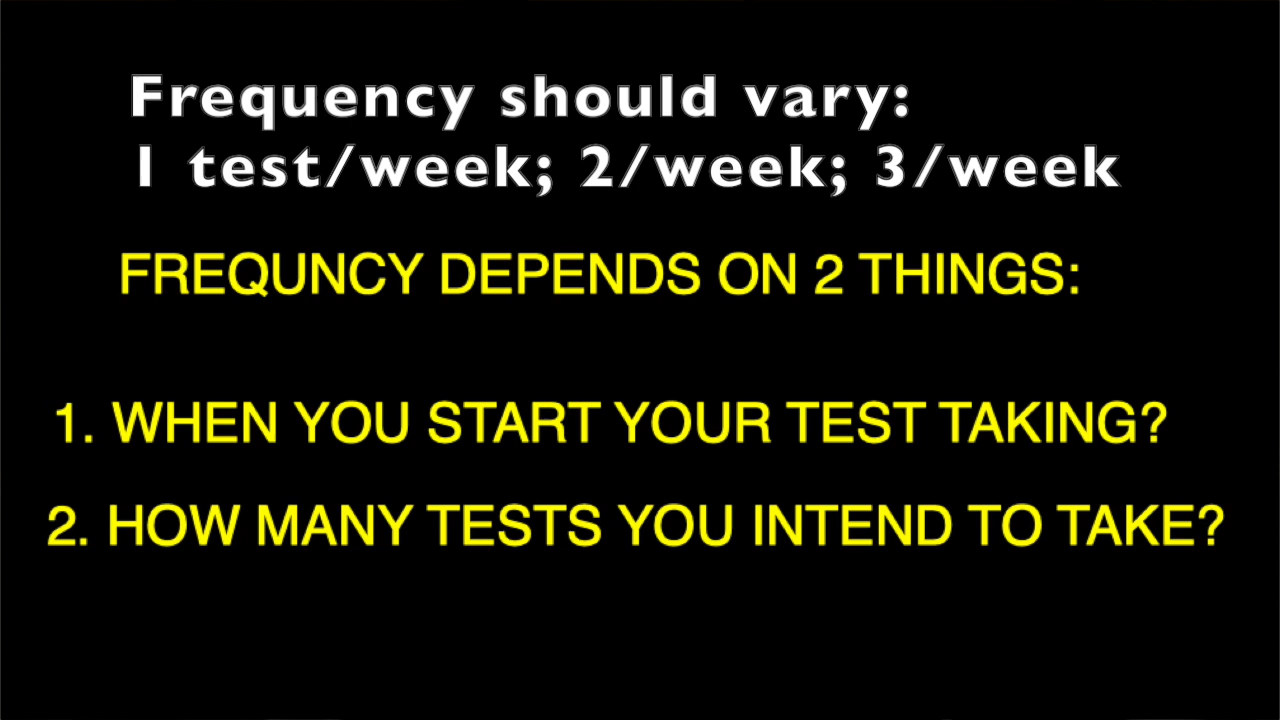 Frequency should vary:
1 test/week; 2/week; 3/week
FREQUNCY DEPENDS ON 2 THINGS:
1. WHEN YOU START YOUR TEST TAKING?
2. HOW MANY TESTS YOU INTEND TO TAKE?